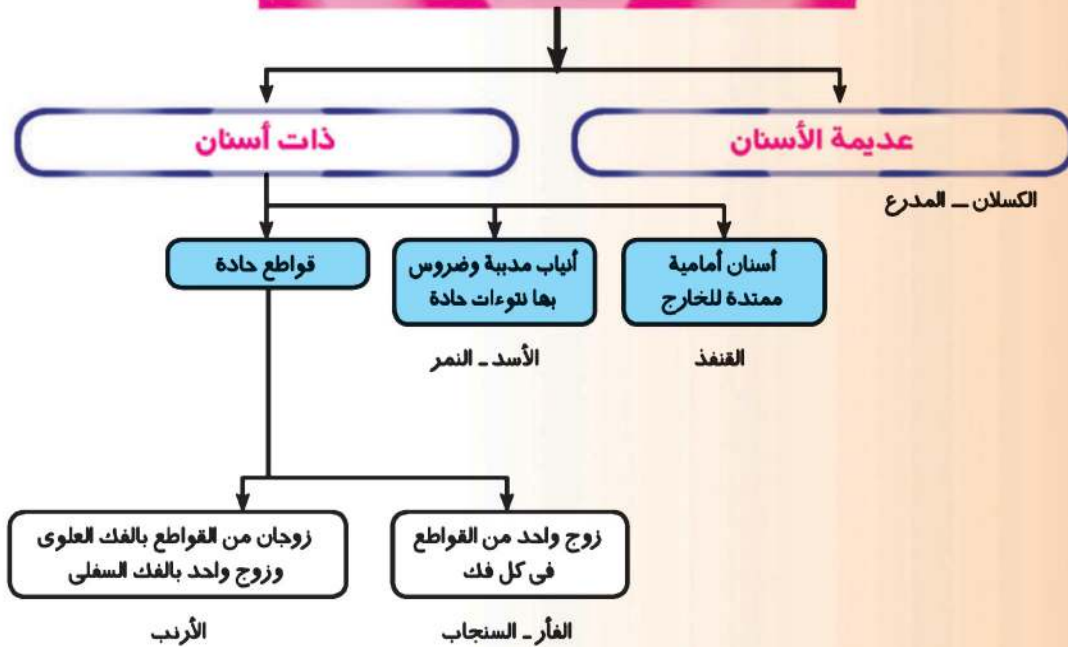 عديمة الأسنان
ذات أسنان
الكسلان ــ المدرع
أسنان أمامية
ممتدة للخارج
أنياب مدببة وضروس
بها نتوءات حادة
قواطع حادة
القنفذ
الأسد ـ النمر
زوج واحد من القواطع
فى كل فك
زوجان من القواطع بالفك العلوى
وزوج واحد بالفك السفلى
الفأر ـ السنجاب
الأرنب